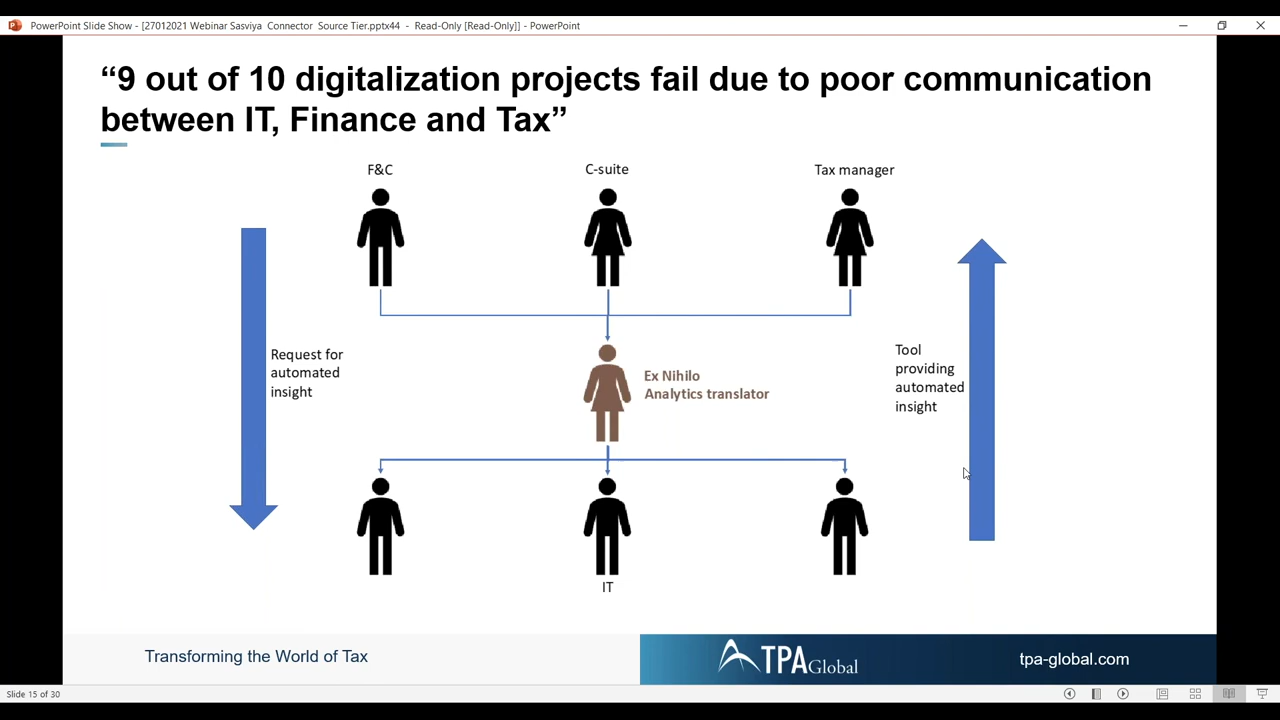 PowerPoint Slide Show - [27012021 Webinar Sasviya Connector Source Tier.pptx44 - Read-Only [Read-Only]] - PowerPoint
“9 out of 10 digitalization projects fail due to poor communication
between IT, Finance and Tax”
F&C
C-suite
Tax manager
Request for
automated
insight
Ex Nihilo
Analytics translator
Tool
providing
automated
insight
IT
Transforming the World of Tax
TPA Global
tpa-global.com
Slide 15 of 30